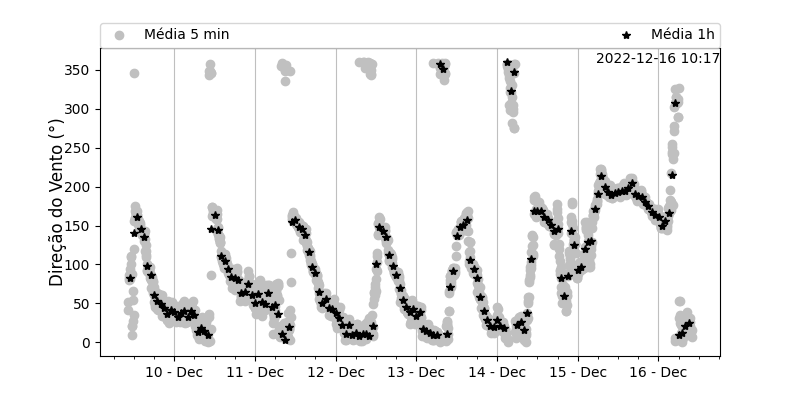 Média 5 min
Média 1h
2022-12-16 10:17
Direção do Vento (°)
350
300
250
200
150
100
50
0
10 - Dec
11 - Dec
12 - Dec
13 - Dec
14 - Dec
15 - Dec
16 - Dec